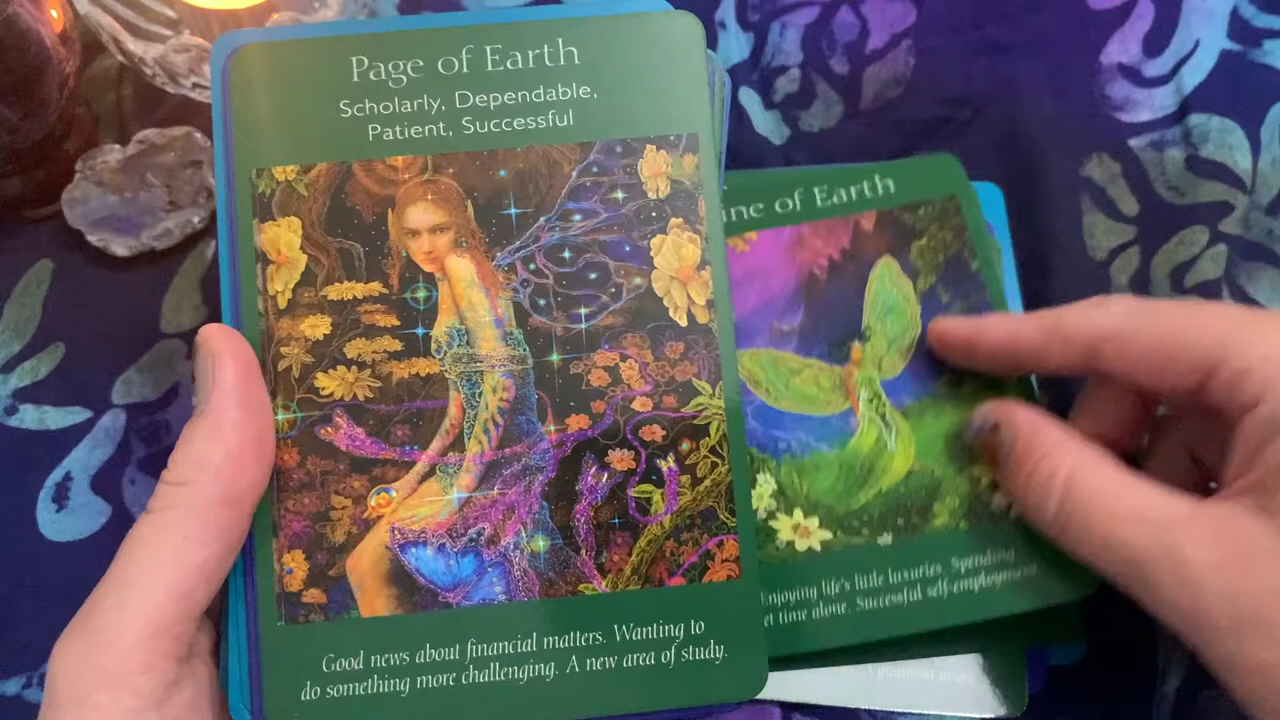 Page of Earth
Scholarly, Dependable,
Patient, Successful
Good news about financial matters. Wanting to
do something more challenging. A new area of study.
ine of Earth
Enjoying life's little luxuries. Spending
et time alone. Successful self-employment